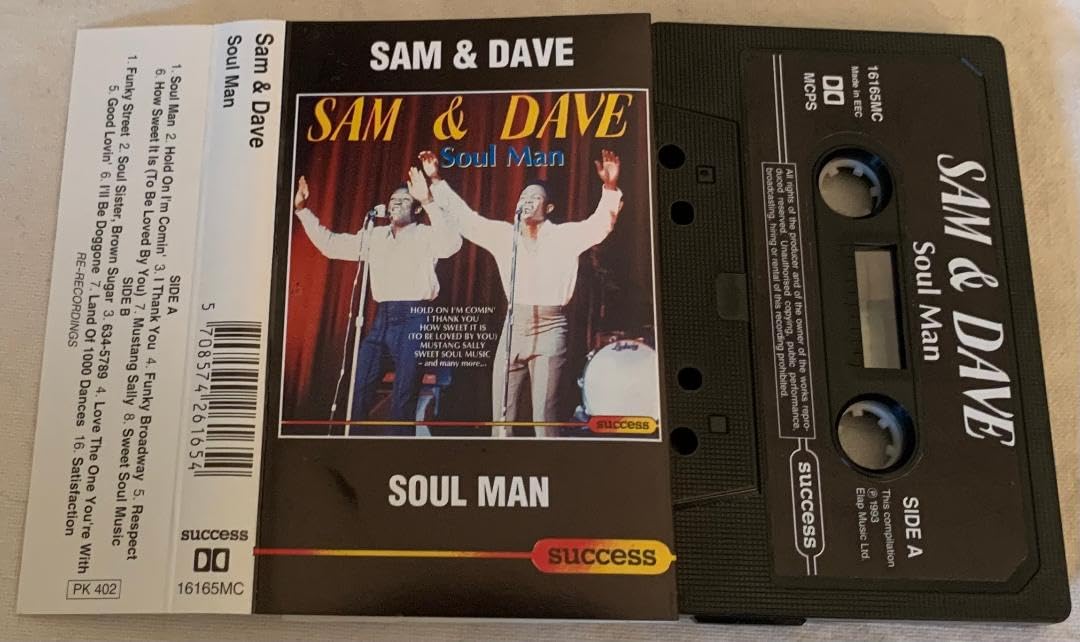 SAM & DAVE
SAM & DAVE
Soul Man
HOLD ON I'M COMIN'
I THANK YOU
HOW SWEET IT IS
(TO BE LOVED BY YOU)
MUSTANG SALLY
SWEET SOUL MUSIC
– and many more...
success
SOUL MAN
success
Sam & Dave
Soul Man
5 708574 261654
success
16165MC
SIDE A
1. Soul Man 2. Hold On I'm Comin' 3. I Thank You 4. Funky Broadway 5. Respect
6. How Sweet It Is (To Be Loved By You) 7. Mustang Sally 8. Sweet Soul Music
SIDE B
1. Funky Street 2. Soul Sister, Brown Sugar 3. 634-5789 4. Love The One You're With
5. Good Lovin' 6. I'll Be Doggone 7. Land Of 1000 Dances 16. Satisfaction
RE-RECORDINGS
PK 402
SAM & DAVE
Soul Man
16165MC
Made in EEC
MCPS
SIDE A
This compilation
℗ 1993
Elap Music Ltd.
All rights of the producer and of the owner of the works repro-
duced reserved. Unauthorised copying, public performance,
broadcasting, hiring or rental of this recording prohibited.
success